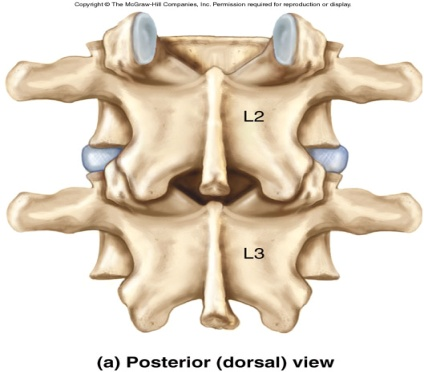 Copyright © The McGraw-Hill Companies, Inc. Permission required for reproduction or display.
L2
L3
(a) Posterior (dorsal) view